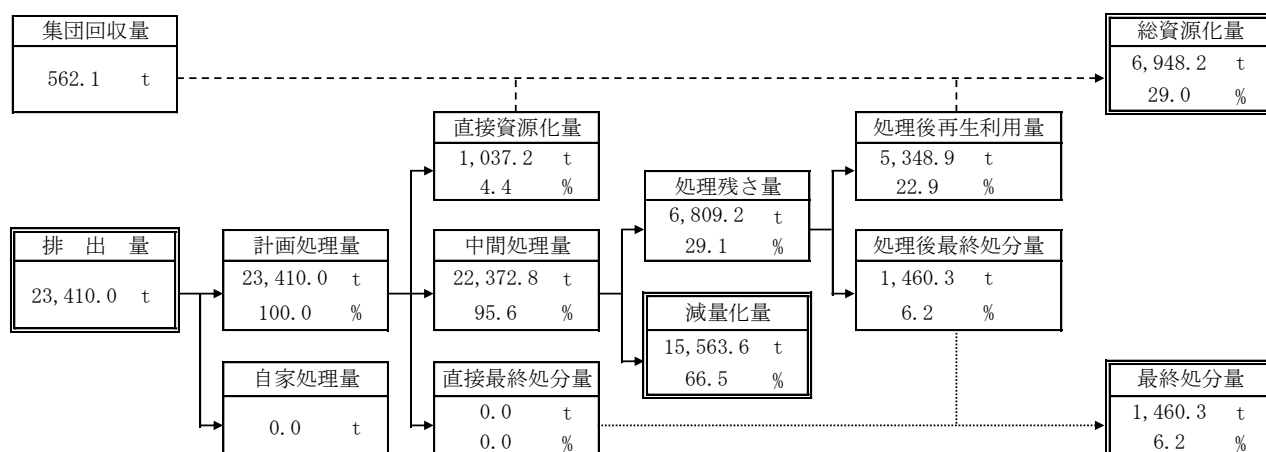 集団回収量
562.1 t
総資源化量
6,948.2 t
29.0 %
直接資源化量
1,037.2 t
4.4 %
処理後再生利用量
5,348.9 t
22.9 %
処理残さ量
6,809.2 t
29.1 %
排 出 量
23,410.0 t
計画処理量
23,410.0 t
100.0 %
中間処理量
22,372.8 t
95.6 %
処理後最終処分量
1,460.3 t
6.2 %
減量化量
15,563.6 t
66.5 %
自家処理量
0.0 t
直接最終処分量
0.0 t
0.0 %
最終処分量
1,460.3 t
6.2 %